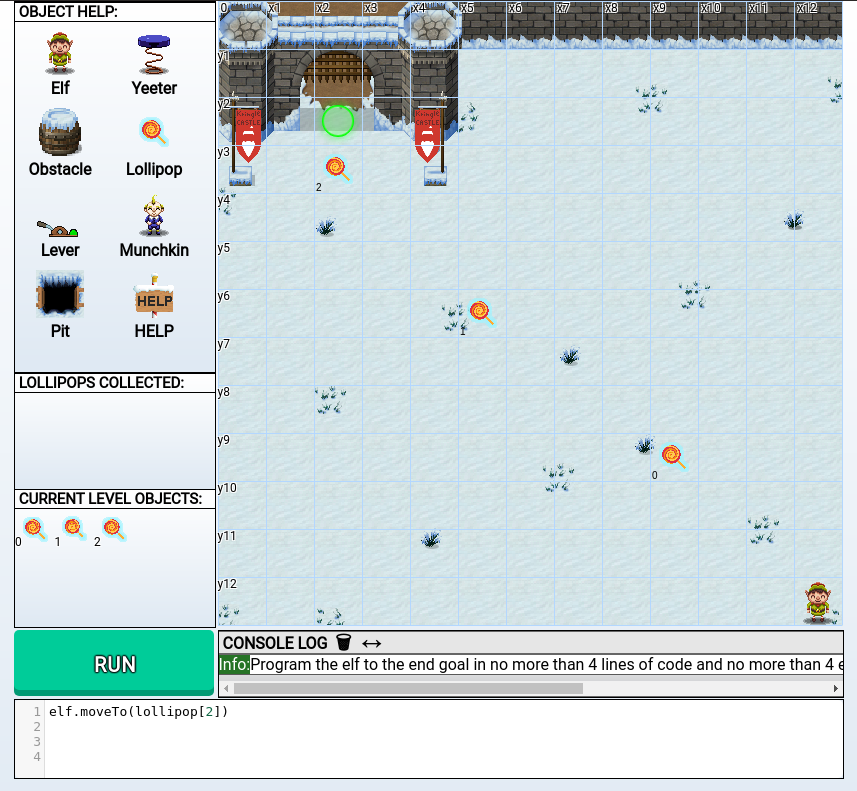 OBJECT HELP:
Elf
Yeeter
Obstacle
Lollipop
Lever
Munchkin
HELP
Pit
HELP
LOLLIPOPS COLLECTED:
CURRENT LEVEL OBJECTS:
0 1 2
RUN
0 x1 x2 x3 x4 x5 x6 x7 x8 x9 x10 x11 x12
y1
y2
Kringle CASTLE
Kringle CASTLE
y3
2
y4
y5
y6
1
y7
y8
y9
0
y10
y11
y12
CONSOLE LOG
Info:Program the elf to the end goal in no more than 4 lines of code and no more than 4 e
1 elf.moveTo(lollipop[2])
2
3
4